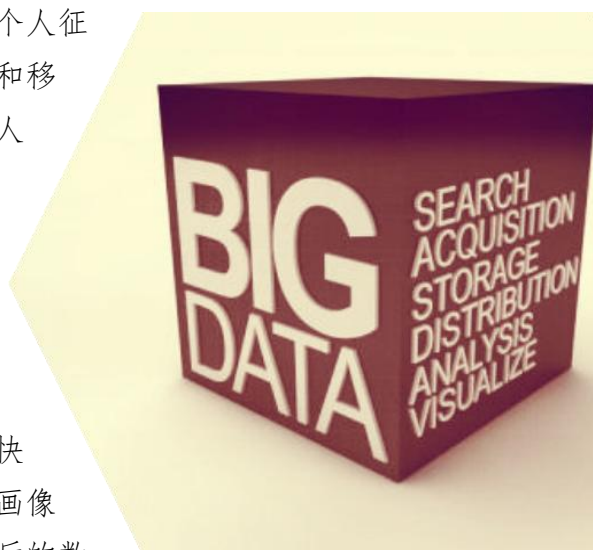 个人征
和移
人
快
画像
BIG
DATA
SEARCH
ACQUISITION
STORAGE
DISTRIBUTION
ANALYSIS
VISUALIZE